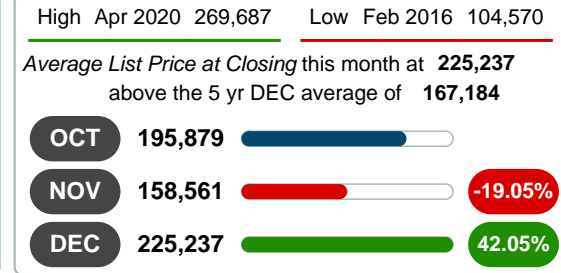 High Apr 2020 269,687 Low Feb 2016 104,570
Average List Price at Closing this month at 225,237
above the 5 yr DEC average of 167,184
OCT 195,879
NOV 158,561 -19.05%
DEC 225,237 42.05%